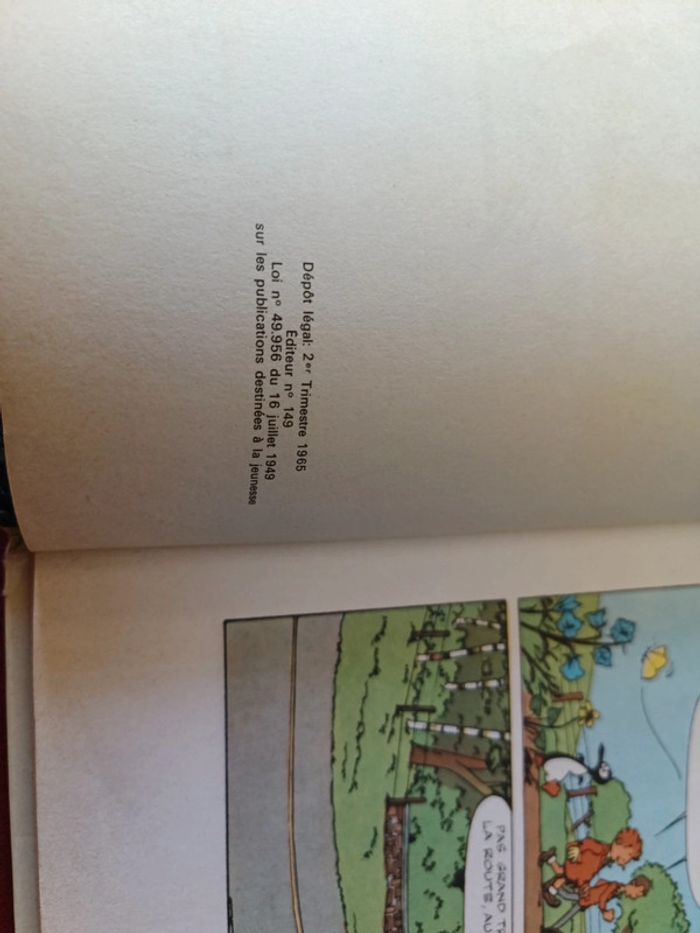 Dépôt légal: 2er Trimestre 1965
Éditeur n° 149
Loi n° 49.956 du 16 juillet 1949
sur les publications destinées à la jeunesse
PAS GRAND
LA ROUTE,